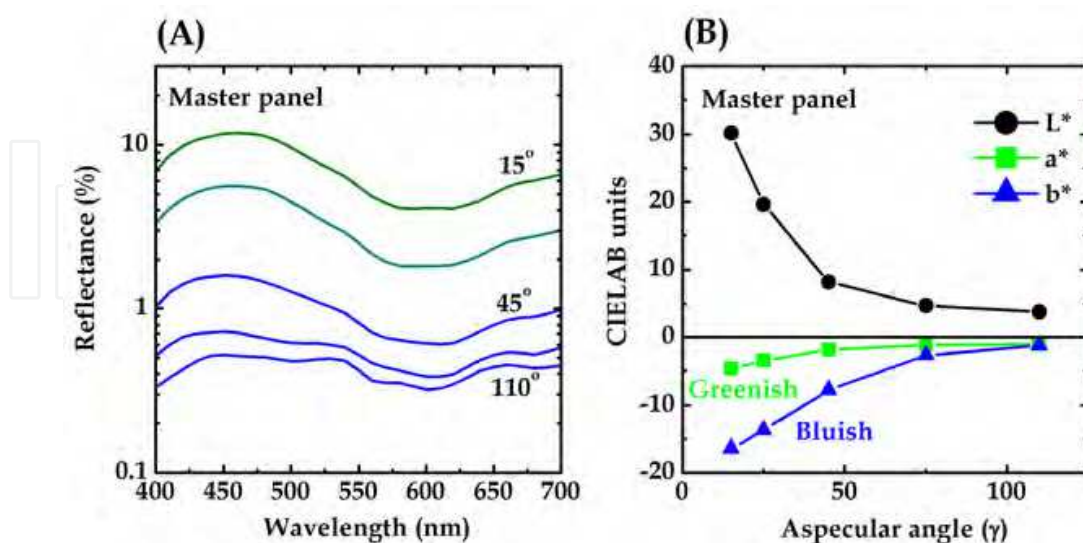 (A)
Master panel
15°
45°
110°
10
1
0.1
Reflectance (%)
400 450 500 550 600 650 700
Wavelength (nm)
(B)
Master panel
L*
a*
b*
Greenish
Bluish
40
30
20
10
0
-10
-20
CIELAB units
0 50 100
Aspecular angle (γ)